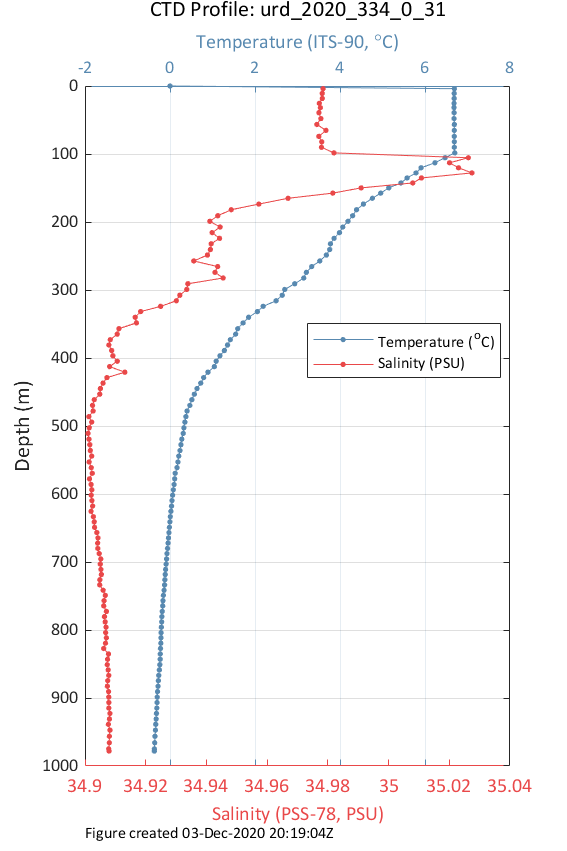 CTD Profile: urd_2020_334_0_31
Temperature (ITS-90, °C)
-2 0 2 4 6 8
0
100
200
300
400
500
600
700
800
900
1000
Depth (m)
Temperature (°C)
Salinity (PSU)
34.9 34.92 34.94 34.96 34.98 35 35.02 35.04
Salinity (PSS-78, PSU)
Figure created 03-Dec-2020 20:19:04Z